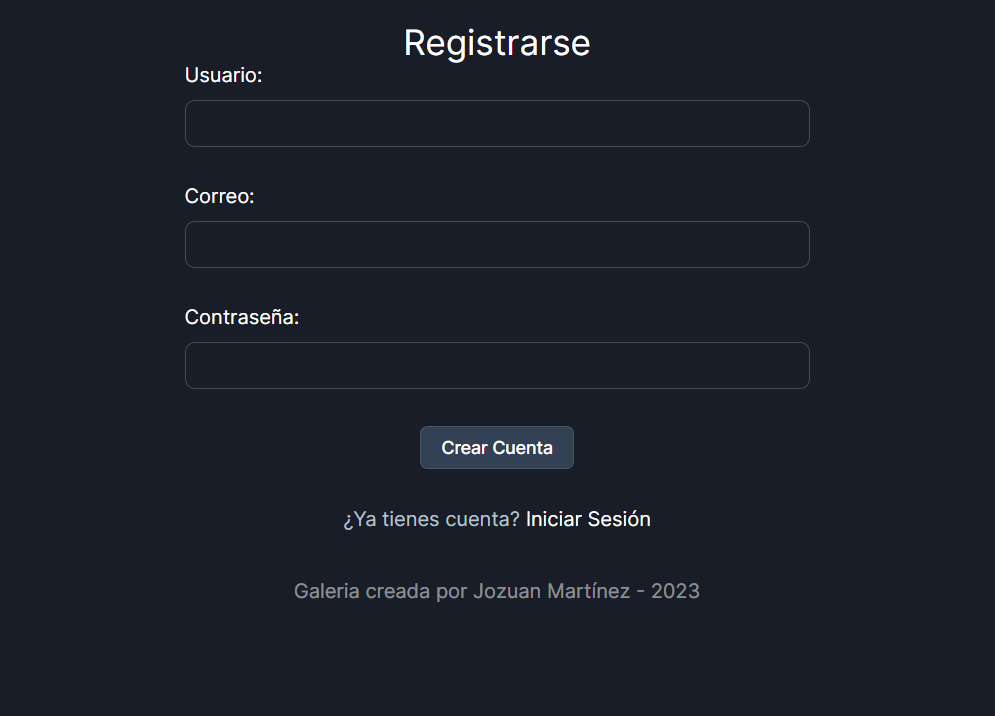 Registrarse
Usuario:
Correo:
Contraseña:
Crear Cuenta
¿Ya tienes cuenta? Iniciar Sesión
Galeria creada por Jozuan Martínez - 2023